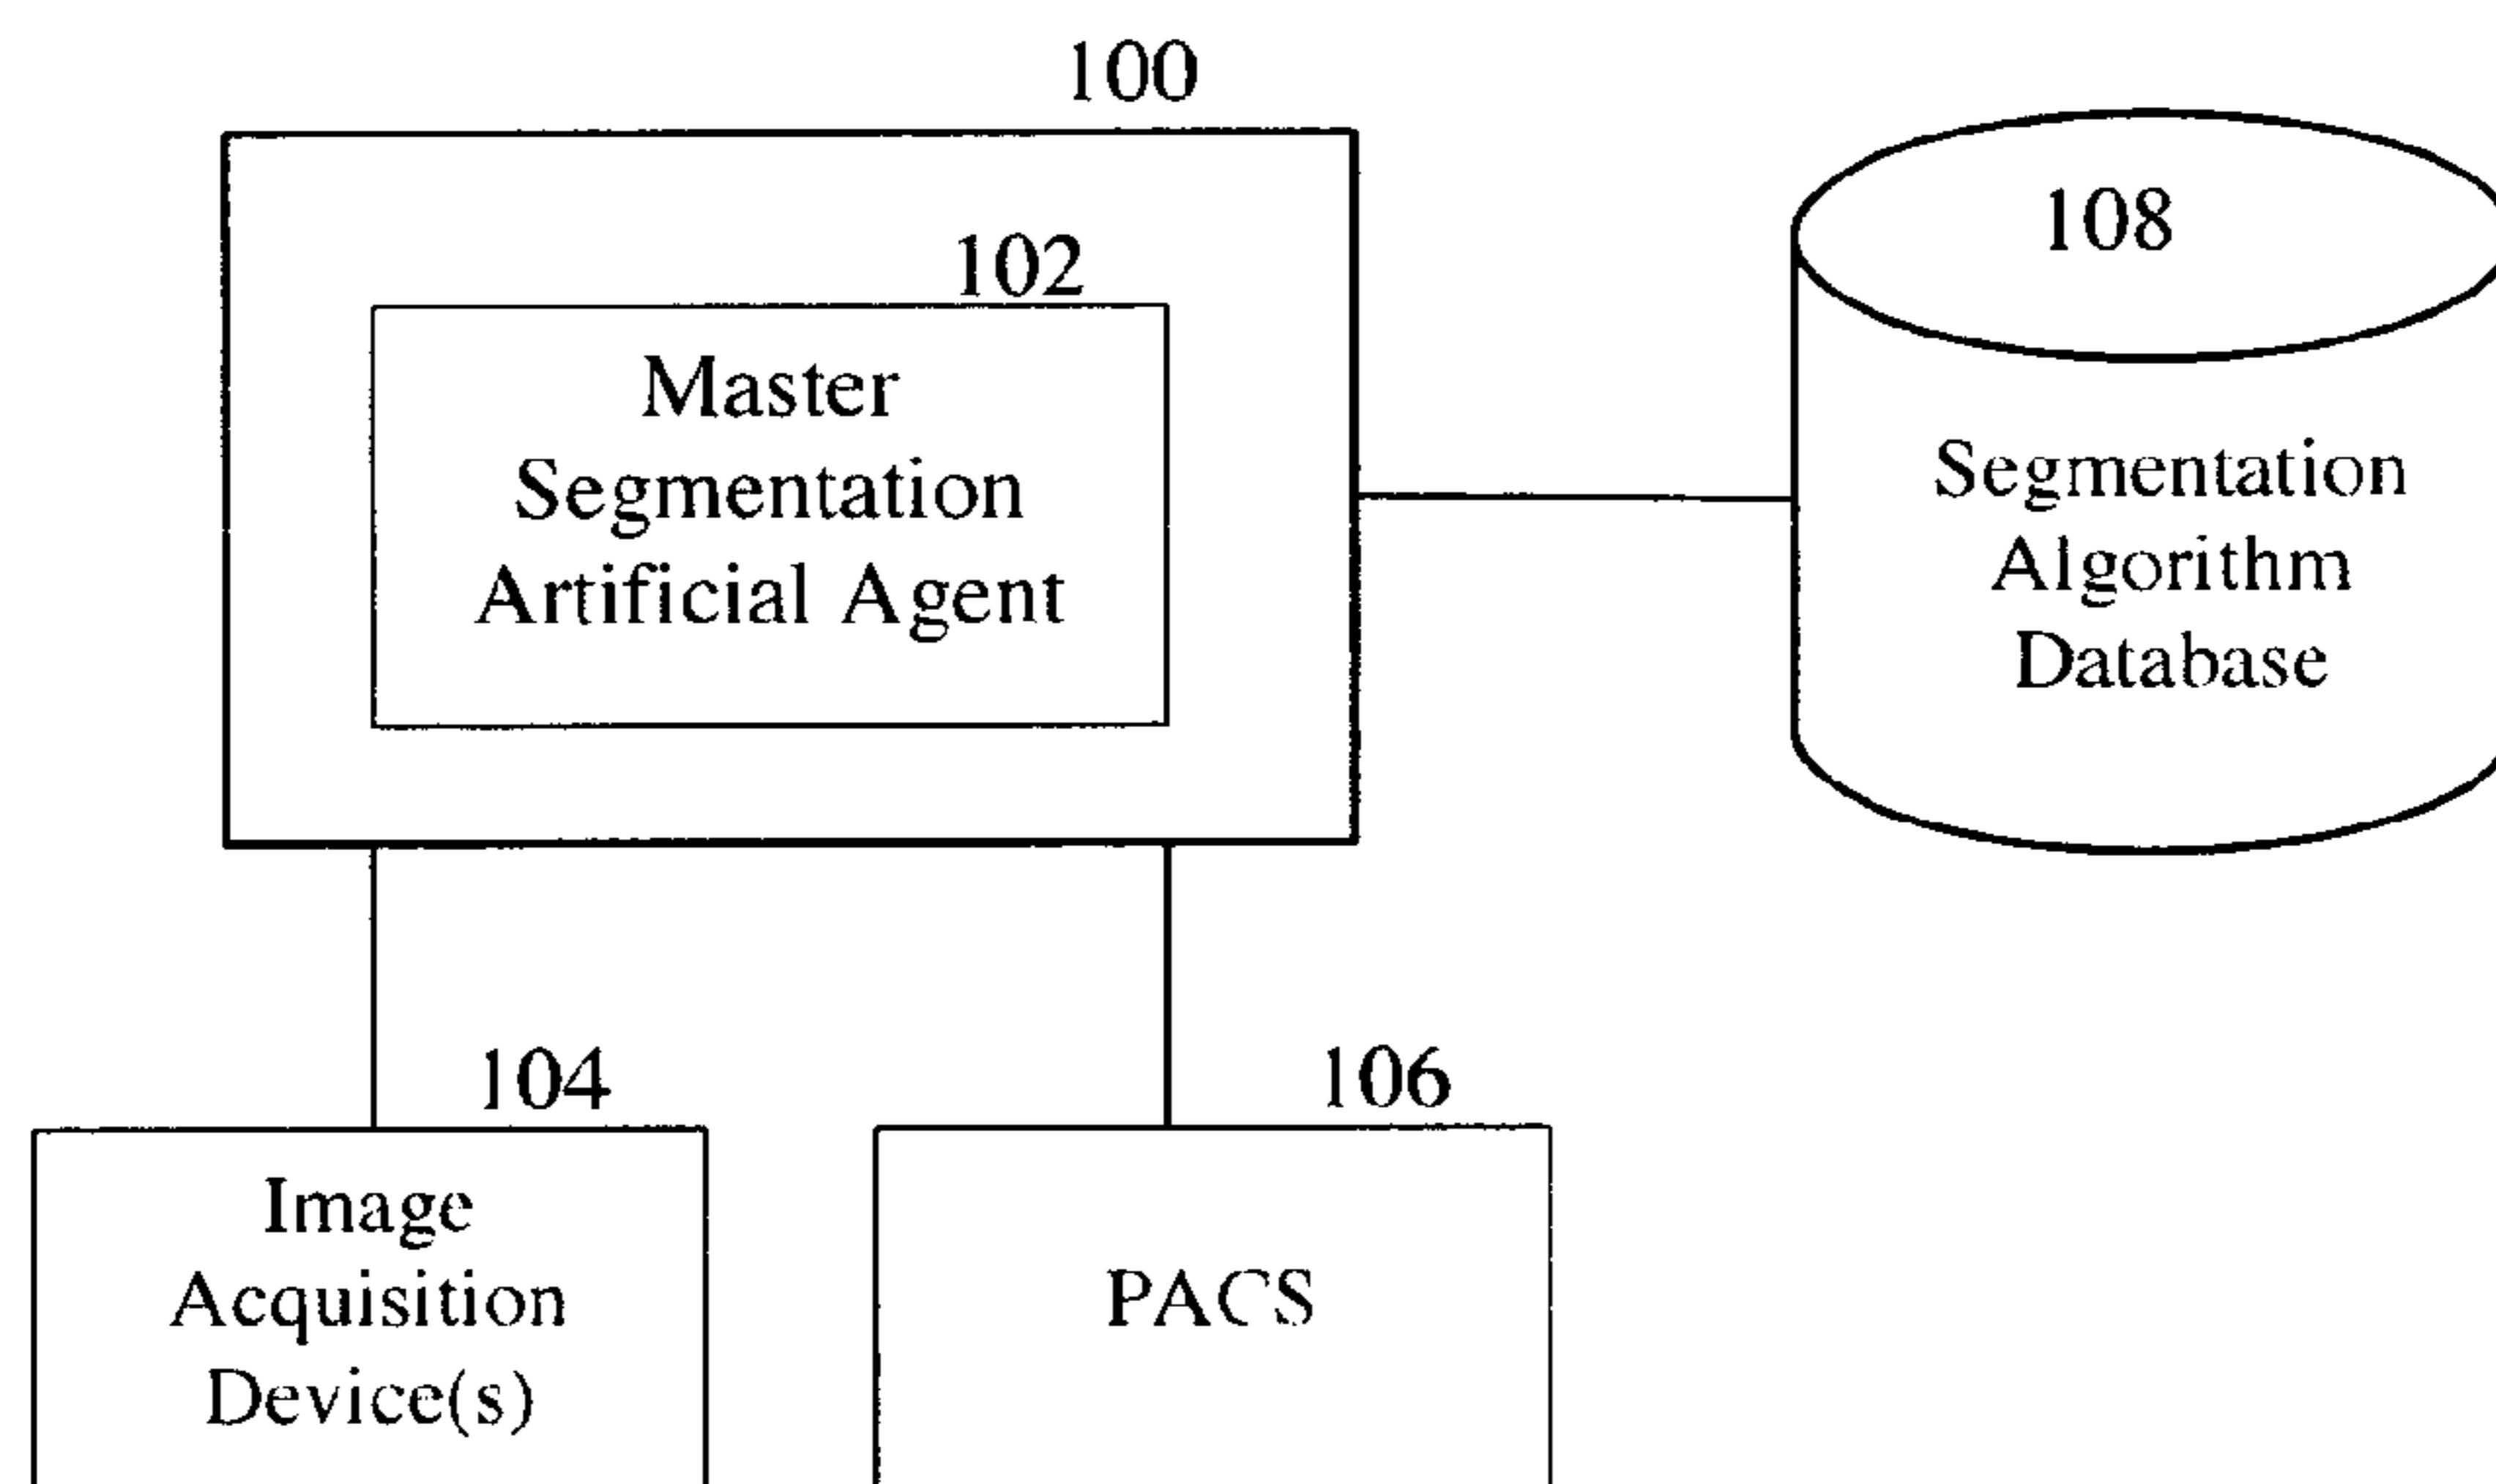 100
102
Master
Segmentation
Artificial Agent
108
Segmentation
Algorithm
Database
104
Image
Acquisition
Device(s)
106
PACS